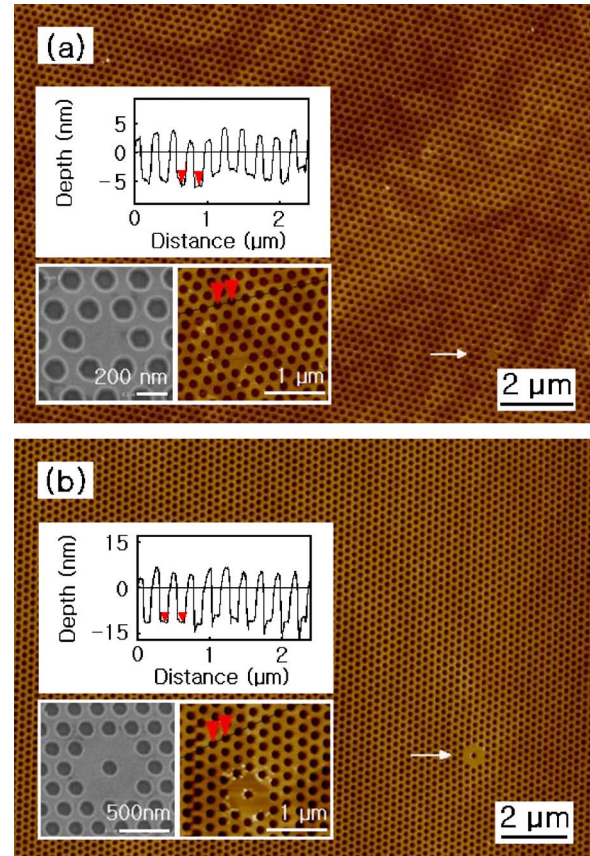 (a)
Depth (nm)
5
0
-5
0 1 2
Distance (µm)
200 nm
1 µm
2 µm
(b)
Depth (nm)
15
0
-15
0 1 2
Distance (µm)
500nm
1 µm
2 µm